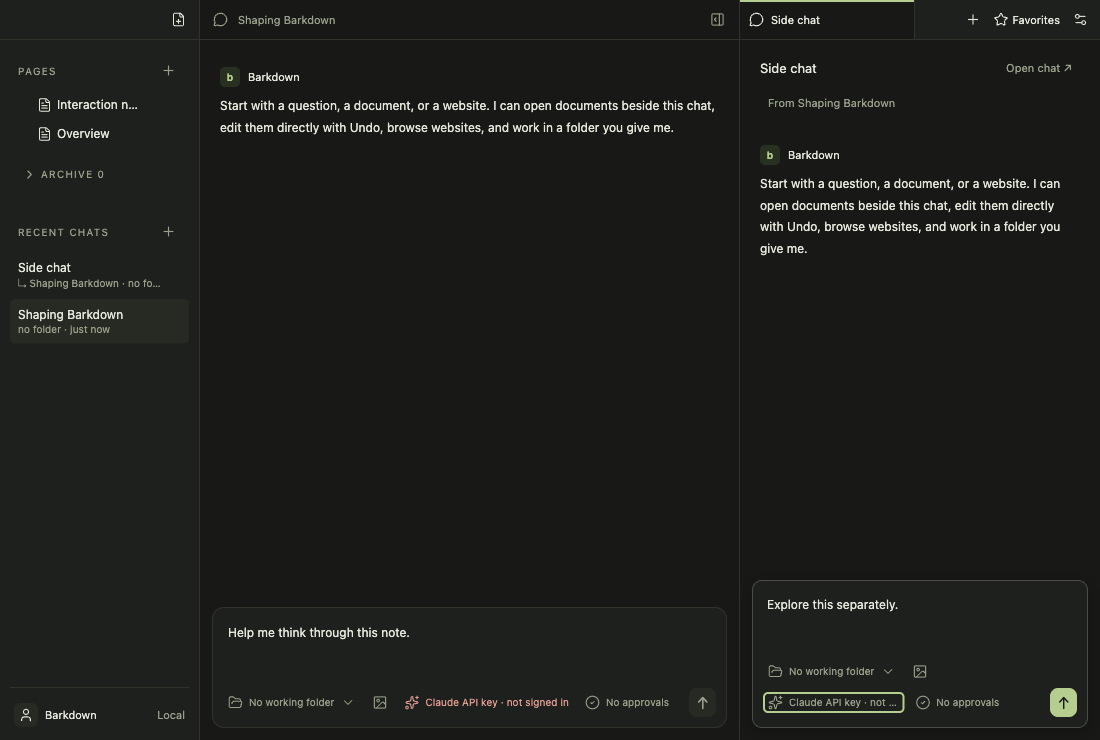 Shaping Barkdown
Side chat
Favorites
PAGES
Interaction n...
Overview
ARCHIVE 0
RECENT CHATS
Side chat
Shaping Barkdown · no fo...
Shaping Barkdown
no folder · just now
Barkdown
Local
b Barkdown
Start with a question, a document, or a website. I can open documents beside this chat,
edit them directly with Undo, browse websites, and work in a folder you give me.
Help me think through this note.
No working folder
Claude API key · not signed in
No approvals
Side chat
Open chat
From Shaping Barkdown
b Barkdown
Start with a question, a document, or a website. I can
open documents beside this chat, edit them directly
with Undo, browse websites, and work in a folder you
give me.
Explore this separately.
No working folder
Claude API key · not ...
No approvals